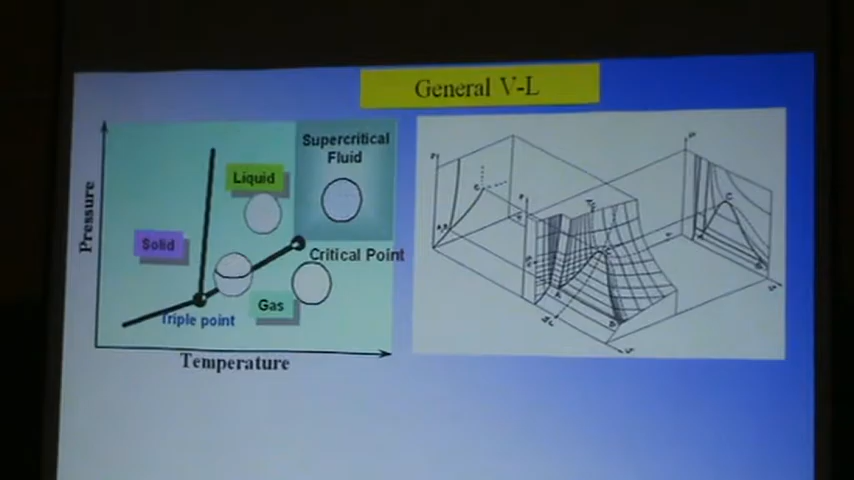 General V-L
Supercritical
Fluid
Liquid
Pressure
Solid
Critical Point
Gas
Triple point
Temperature